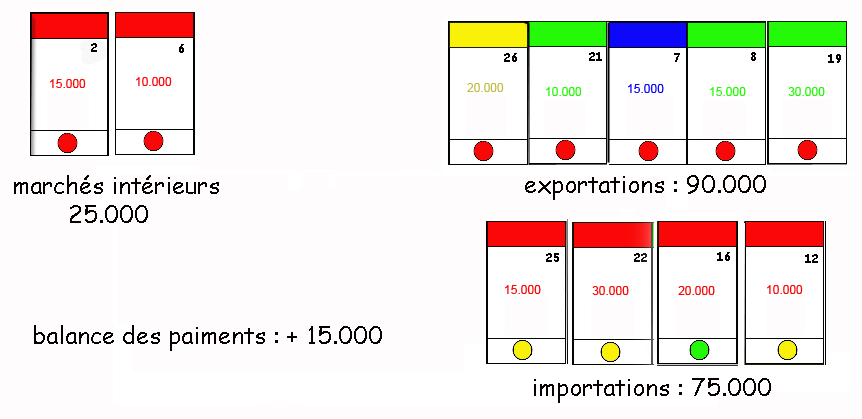 2 6
15.000 10.000
marchés intérieurs
25.000
26 21 7 8 19
20.000 10.000 15.000 15.000 30.000
exportations : 90.000
25 22 16 12
15.000 30.000 20.000 10.000
importations : 75.000
balance des paiments : + 15.000